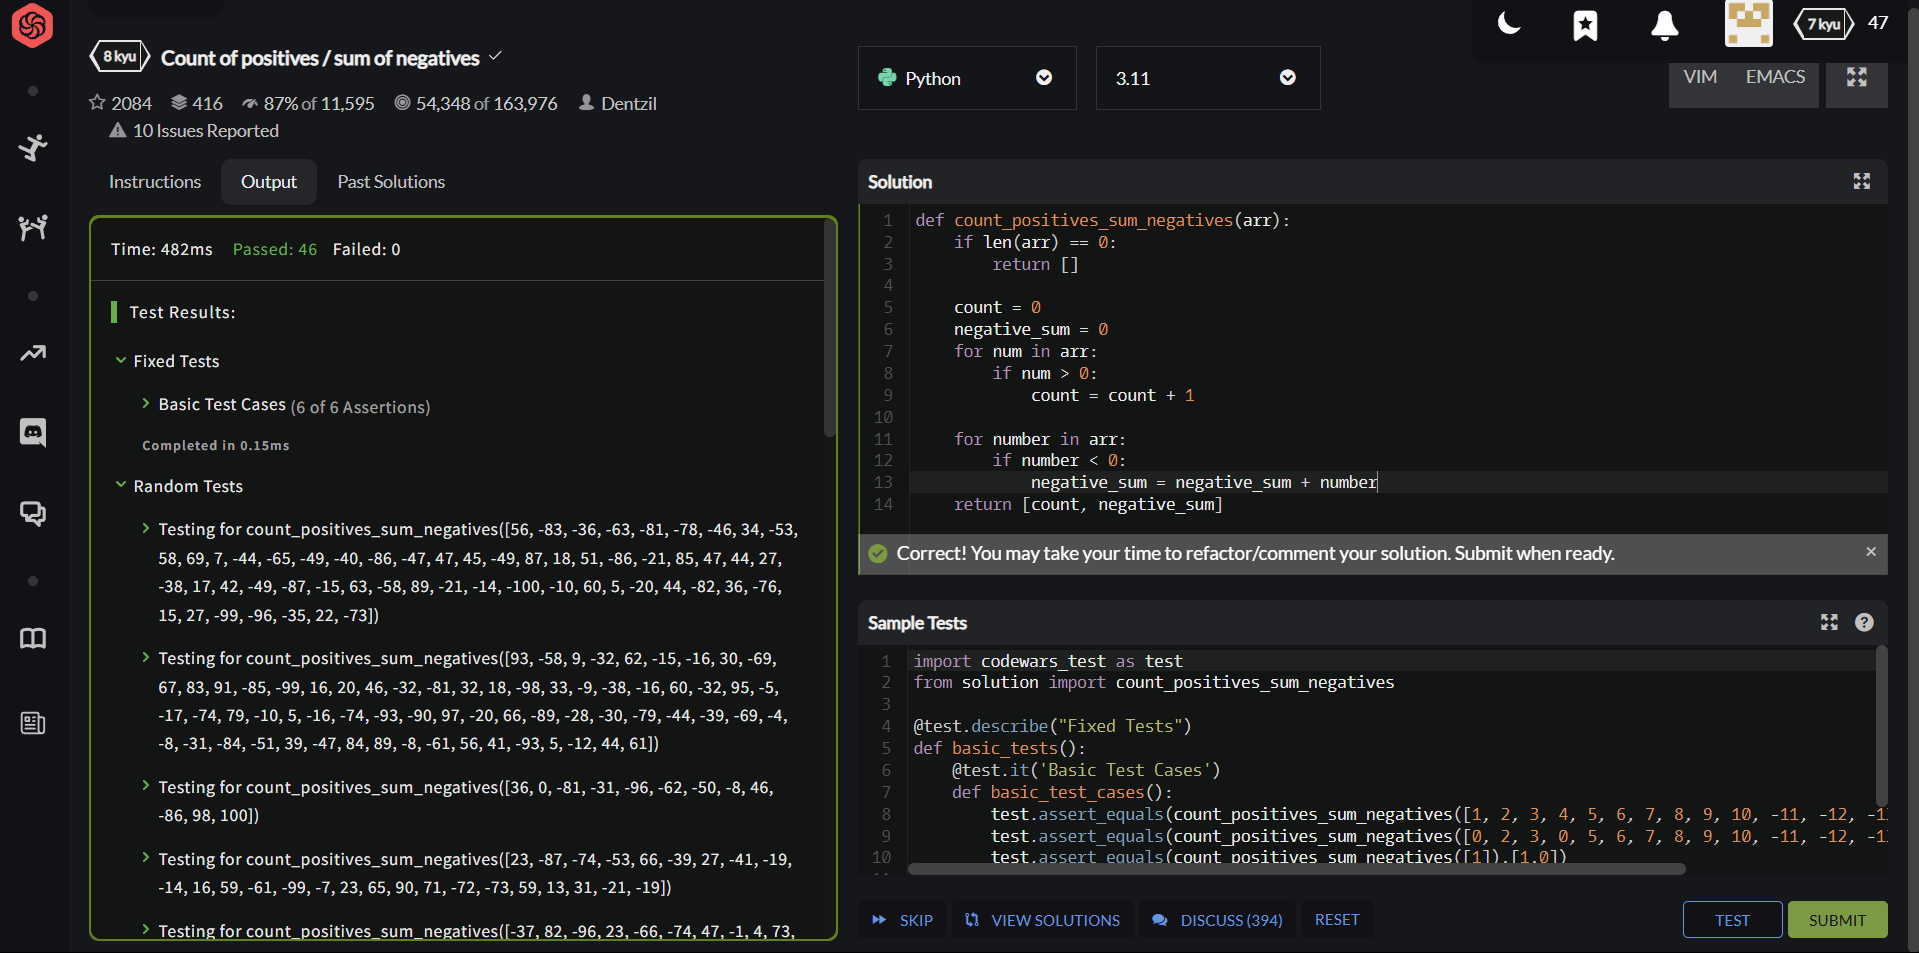 8 kyu Count of positives / sum of negatives
2084 416 87% of 11,595 54,348 of 163,976 Dentzil
10 Issues Reported
Instructions Output Past Solutions
Time: 482ms Passed: 46 Failed: 0
Test Results:
Fixed Tests
Basic Test Cases (6 of 6 Assertions)
Completed in 0.15ms
Random Tests
Testing for count_positives_sum_negatives([56, -83, -36, -63, -81, -78, -46, 34, -53,
58, 69, 7, -44, -65, -49, -40, -86, -47, 47, 45, -49, 87, 18, 51, -86, -21, 85, 47, 44, 27,
-38, 17, 42, -49, -87, -15, 63, -58, 89, -21, -14, -100, -10, 60, 5, -20, 44, -82, 36, -76,
15, 27, -99, -96, -35, 22, -73])
Testing for count_positives_sum_negatives([93, -58, 9, -32, 62, -15, -16, 30, -69,
67, 83, 91, -85, -99, 16, 20, 46, -32, -81, 32, 18, -98, 33, -9, -38, -16, 60, -32, 95, -5,
-17, -74, 79, -10, 5, -16, -74, -93, -90, 97, -20, 66, -89, -28, -30, -79, -44, -39, -69, -4,
-8, -31, -84, -51, 39, -47, 84, 89, -8, -61, 56, 41, -93, 5, -12, 44, 61])
Testing for count_positives_sum_negatives([36, 0, -81, -31, -96, -62, -50, -8, 46,
-86, 98, 100])
Testing for count_positives_sum_negatives([23, -87, -74, -53, 66, -39, 27, -41, -19,
-14, 16, 59, -61, -99, -7, 23, 65, 90, 71, -72, -73, 59, 13, 31, -21, -19])
Testing for count_positives_sum_negatives([-37, 82, -96, 23, -66, -74, 47, -1, 4, 73,
7 kyu 47
Python 3.11 VIM EMACS
Solution
1 def count_positives_sum_negatives(arr):
2 if len(arr) == 0:
3 return []
4
5 count = 0
6 negative_sum = 0
7 for num in arr:
8 if num > 0:
9 count = count + 1
10
11 for number in arr:
12 if number < 0:
13 negative_sum = negative_sum + number
14 return [count, negative_sum]
Correct! You may take your time to refactor/comment your solution. Submit when ready.
Sample Tests
1 import codewars_test as test
2 from solution import count_positives_sum_negatives
3
4 @test.describe("Fixed Tests")
5 def basic_tests():
6 @test.it('Basic Test Cases')
7 def basic_test_cases():
8 test.assert_equals(count_positives_sum_negatives([1, 2, 3, 4, 5, 6, 7, 8, 9, 10, -11, -12, -1
9 test.assert_equals(count_positives_sum_negatives([0, 2, 3, 0, 5, 6, 7, 8, 9, 10, -11, -12, -1
10 test.assert_equals(count_positives_sum_negatives([1]),[1,0])
SKIP VIEW SOLUTIONS DISCUSS (394) RESET TEST SUBMIT